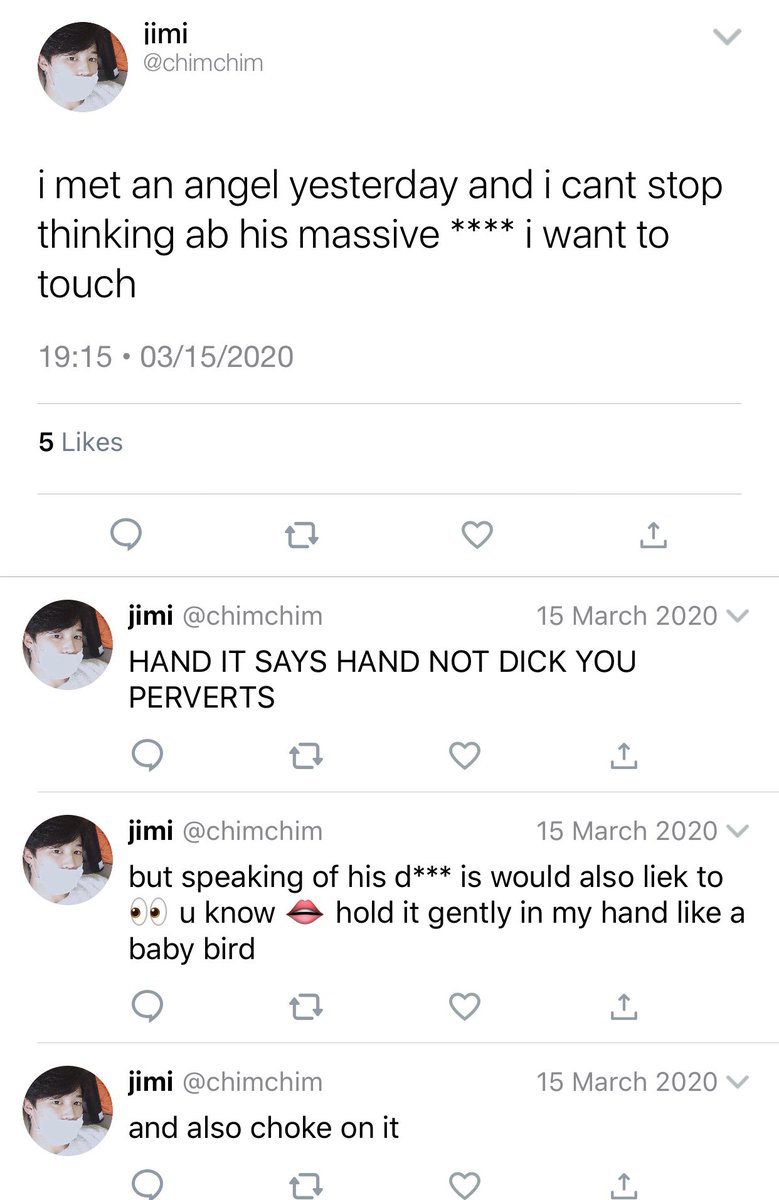 jimi
@chimchim
i met an angel yesterday and i cant stop
thinking ab his massive **** i want to
touch
19:15 • 03/15/2020
5 Likes
jimi @chimchim 15 March 2020
HAND IT SAYS HAND NOT DICK YOU
PERVERTS
jimi @chimchim 15 March 2020
but speaking of his d*** is would also liek to
👀 u know 👄 hold it gently in my hand like a
baby bird
jimi @chimchim 15 March 2020
and also choke on it